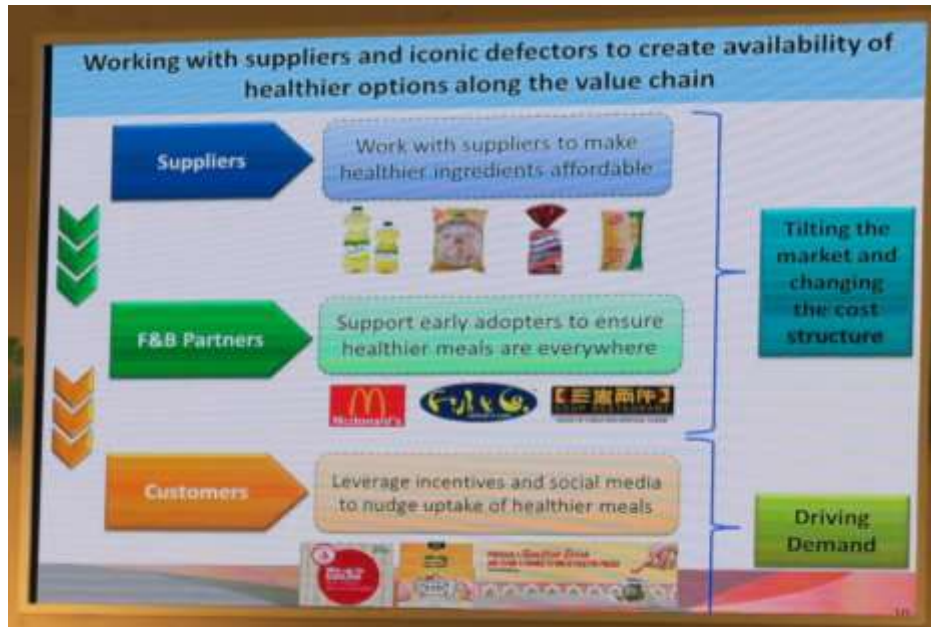 Working with suppliers and iconic defectors to create availability of
healthier options along the value chain
Suppliers
Work with suppliers to make
healthier ingredients affordable
Tilting the
market and
changing
the cost
structure
F&B Partners
Support early adopters to ensure
healthier meals are everywhere
McDonald's
Customers
Leverage incentives and social media
to nudge uptake of healthier meals
Driving
Demand
10